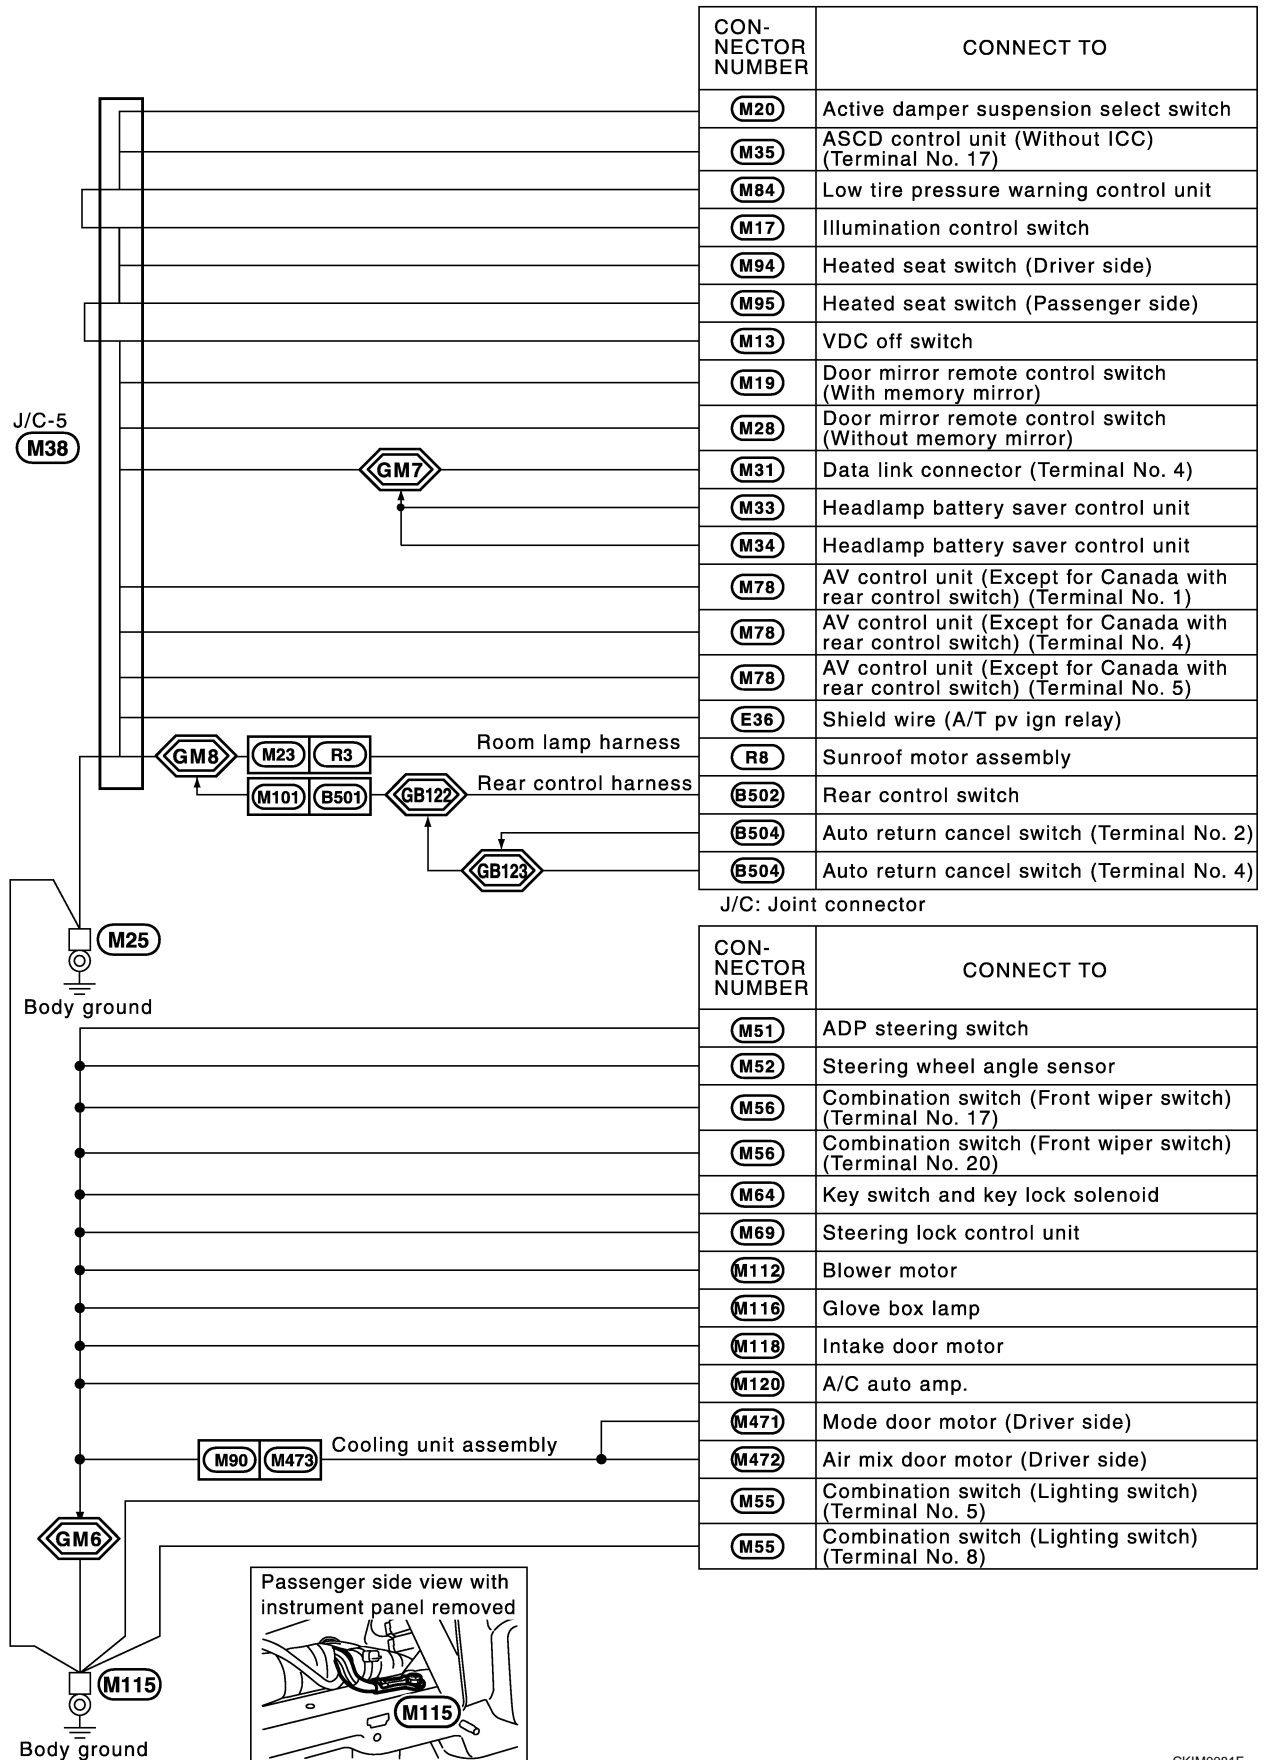 CON-
NECTOR
NUMBER
CONNECT TO
M20 Active damper suspension select switch
M35 ASCD control unit (Without ICC)
(Terminal No. 17)
M84 Low tire pressure warning control unit
M17 Illumination control switch
M94 Heated seat switch (Driver side)
M95 Heated seat switch (Passenger side)
M13 VDC off switch
M19 Door mirror remote control switch
(With memory mirror)
J/C-5
M38
M28 Door mirror remote control switch
(Without memory mirror)
GM7 M31 Data link connector (Terminal No. 4)
M33 Headlamp battery saver control unit
M34 Headlamp battery saver control unit
M78 AV control unit (Except for Canada with
rear control switch) (Terminal No. 1)
M78 AV control unit (Except for Canada with
rear control switch) (Terminal No. 4)
M78 AV control unit (Except for Canada with
rear control switch) (Terminal No. 5)
E36 Shield wire (A/T pv ign relay)
GM8 M23 R3 Room lamp harness R8 Sunroof motor assembly
M101 B501 GB122 Rear control harness B502 Rear control switch
B504 Auto return cancel switch (Terminal No. 2)
GB123 B504 Auto return cancel switch (Terminal No. 4)
J/C: Joint connector
M25
Body ground
CON-
NECTOR
NUMBER
CONNECT TO
M51 ADP steering switch
M52 Steering wheel angle sensor
M56 Combination switch (Front wiper switch)
(Terminal No. 17)
M56 Combination switch (Front wiper switch)
(Terminal No. 20)
M64 Key switch and key lock solenoid
M69 Steering lock control unit
M112 Blower motor
M116 Glove box lamp
M118 Intake door motor
M120 A/C auto amp.
M471 Mode door motor (Driver side)
M90 M473 Cooling unit assembly M472 Air mix door motor (Driver side)
M55 Combination switch (Lighting switch)
(Terminal No. 5)
GM6
M55 Combination switch (Lighting switch)
(Terminal No. 8)
Passenger side view with
instrument panel removed
M115
M115
Body ground